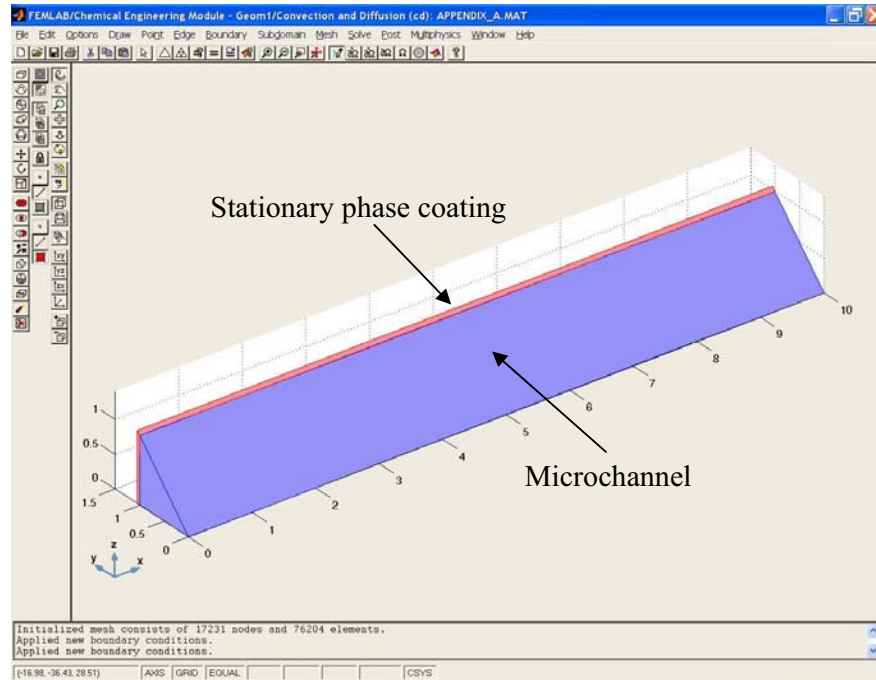 FEMLAB/Chemical Engineering Module - Geom1/Convection and Diffusion (cd): APPENDIX_A.MAT
File Edit Options Draw Point Edge Boundary Subdomain Mesh Solve Post Multiphysics Window Help
Stationary phase coating
Microchannel
1
0.5
0
1.5
1
0.5
0
0
1
2
3
4
5
6
7
8
9
10
z
y
x
Initialized mesh consists of 17231 nodes and 76204 elements.
Applied new boundary conditions.
Applied new boundary conditions.
(-16.98, -36.43, 28.51) AXIS GRID EQUAL CSYS